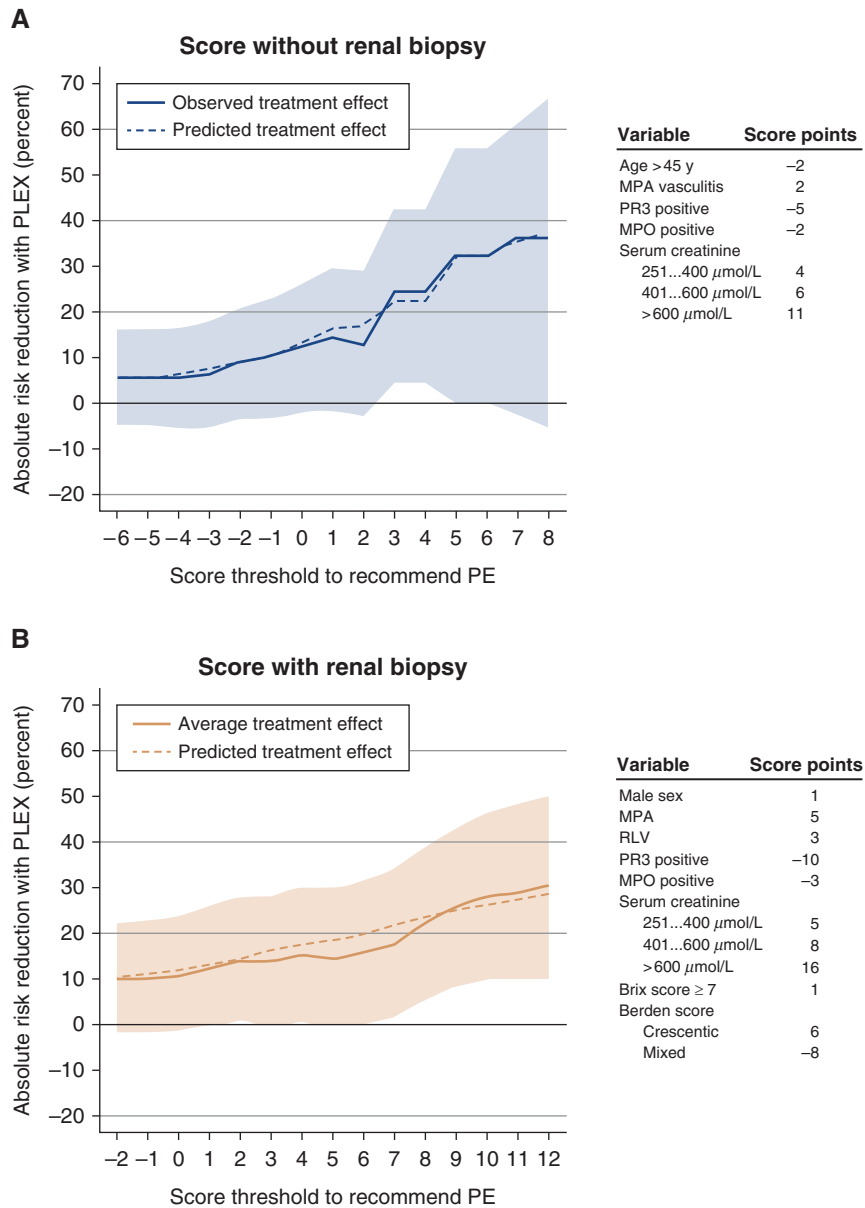 A
Score without renal biopsy
Observed treatment effect
Predicted treatment effect
Absolute risk reduction with PLEX (percent)
70
60
50
40
30
20
10
0
–10
–20
–6 –5 –4 –3 –2 –1 0 1 2 3 4 5 6 7 8
Score threshold to recommend PE
Variable Score points
Age >45 y –2
MPA vasculitis 2
PR3 positive –5
MPO positive –2
Serum creatinine
251...400 μmol/L 4
401...600 μmol/L 6
>600 μmol/L 11
B
Score with renal biopsy
Average treatment effect
Predicted treatment effect
Absolute risk reduction with PLEX (percent)
70
60
50
40
30
20
10
0
–10
–20
–2 –1 0 1 2 3 4 5 6 7 8 9 10 11 12
Score threshold to recommend PE
Variable Score points
Male sex 1
MPA 5
RLV 3
PR3 positive –10
MPO positive –3
Serum creatinine
251...400 μmol/L 5
401...600 μmol/L 8
>600 μmol/L 16
Brix score ≥ 7 1
Berden score
Crescentic 6
Mixed –8